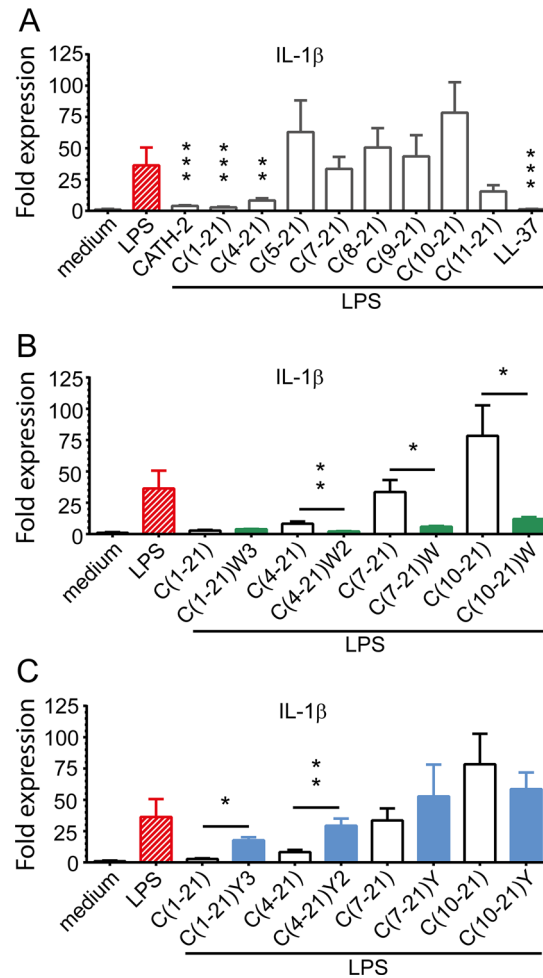 A
IL-1β
Fold expression
125
100
75
50
25
0
***
***
**
***
medium
LPS
CATH-2
C(1-21)
C(4-21)
C(5-21)
C(7-21)
C(8-21)
C(9-21)
C(10-21)
C(11-21)
LL-37
LPS
B
IL-1β
Fold expression
125
100
75
50
25
0
**
*
*
medium
LPS
C(1-21)
C(1-21)W3
C(4-21)
C(4-21)W2
C(7-21)
C(7-21)W
C(10-21)
C(10-21)W
LPS
C
IL-1β
Fold expression
125
100
75
50
25
0
*
**
medium
LPS
C(1-21)
C(1-21)Y3
C(4-21)
C(4-21)Y2
C(7-21)
C(7-21)Y
C(10-21)
C(10-21)Y
LPS